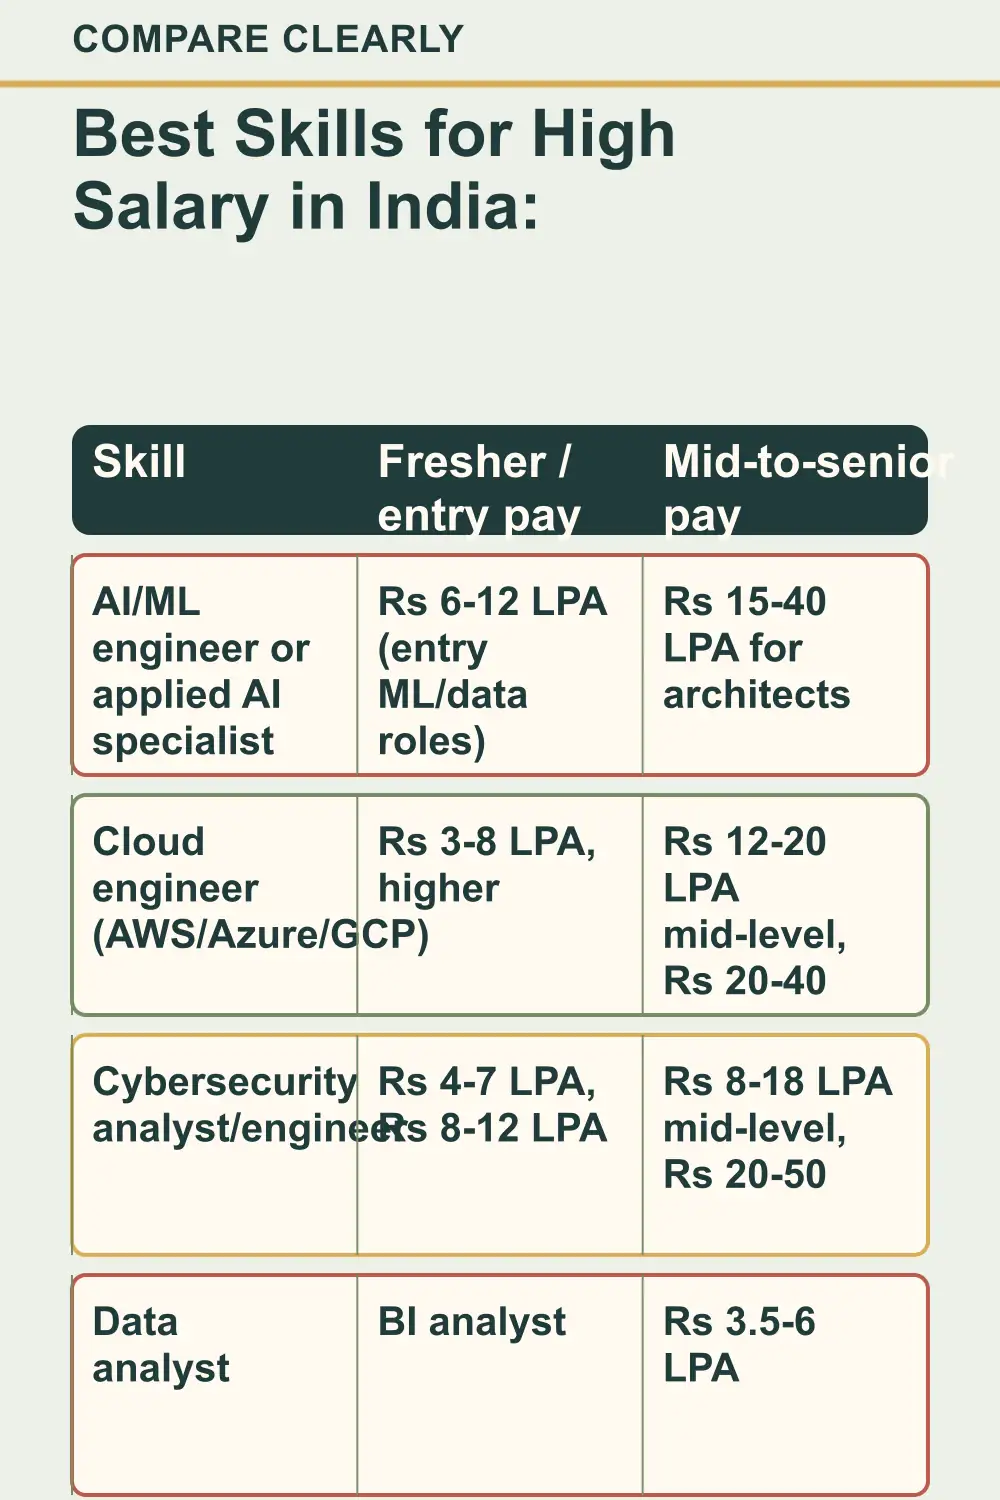 COMPARE CLEARLY
Best Skills for High
Salary in India:
Skill
Fresher /
entry pay
Mid-to-senior
pay
AI/ML
engineer or
applied AI
specialist
Rs 6-12 LPA
(entry
ML/data
roles)
Rs 15-40
LPA for
architects
Cloud
engineer
(AWS/Azure/GCP)
Rs 3-8 LPA,
higher
Rs 12-20
LPA
mid-level,
Rs 20-40
Cybersecurity
analyst/engineer
Rs 4-7 LPA,
Rs 8-12 LPA
Rs 8-18 LPA
mid-level,
Rs 20-50
Data
analyst
BI analyst
Rs 3.5-6
LPA